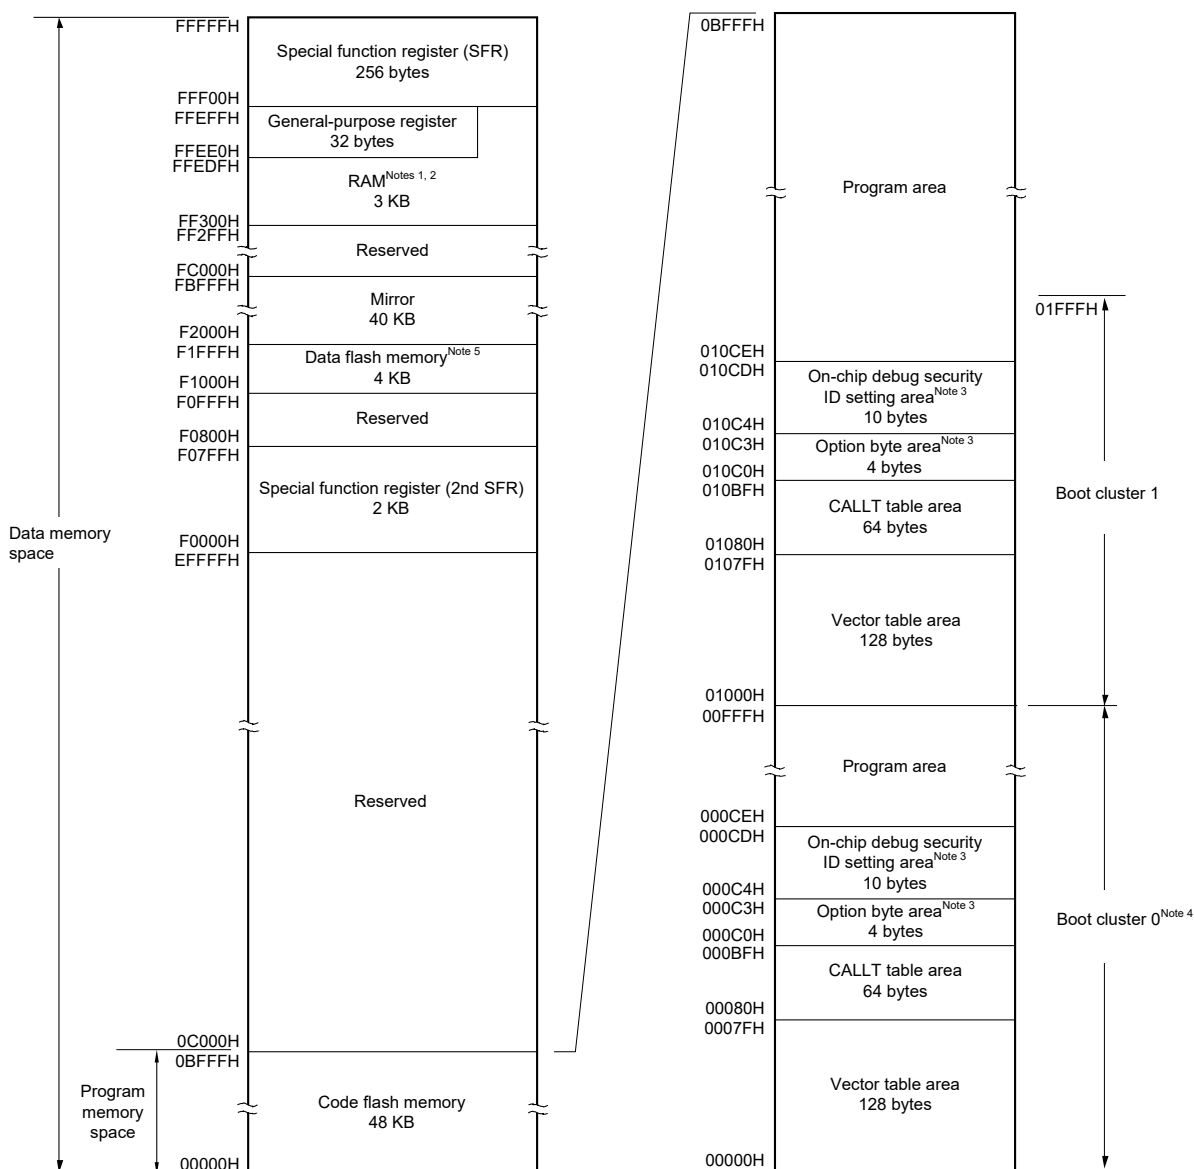 FFFFFH
Special function register (SFR)
256 bytes
FFF00H
FFEFFH
General-purpose register
32 bytes
FFEE0H
FFEDFH
RAMNotes 1, 2
3 KB
FF300H
FF2FFH
Reserved
FC000H
FBFFFH
Mirror
40 KB
F2000H
F1FFFH
Data flash memoryNote 5
4 KB
F1000H
F0FFFH
Reserved
F0800H
F07FFH
Special function register (2nd SFR)
2 KB
F0000H
EFFFFH
Data memory
space
Reserved
0C000H
0BFFFH
Program
memory
space
Code flash memory
48 KB
00000H
0BFFFH
Program area
01FFFH
010CEH
010CDH
On-chip debug security
ID setting areaNote 3
10 bytes
010C4H
010C3H
Option byte areaNote 3
4 bytes
010C0H
010BFH
CALLT table area
64 bytes
Boot cluster 1
01080H
0107FH
Vector table area
128 bytes
01000H
00FFFH
Program area
000CEH
000CDH
On-chip debug security
ID setting areaNote 3
10 bytes
000C4H
000C3H
Option byte areaNote 3
4 bytes
Boot cluster 0Note 4
000C0H
000BFH
CALLT table area
64 bytes
00080H
0007FH
Vector table area
128 bytes
00000H